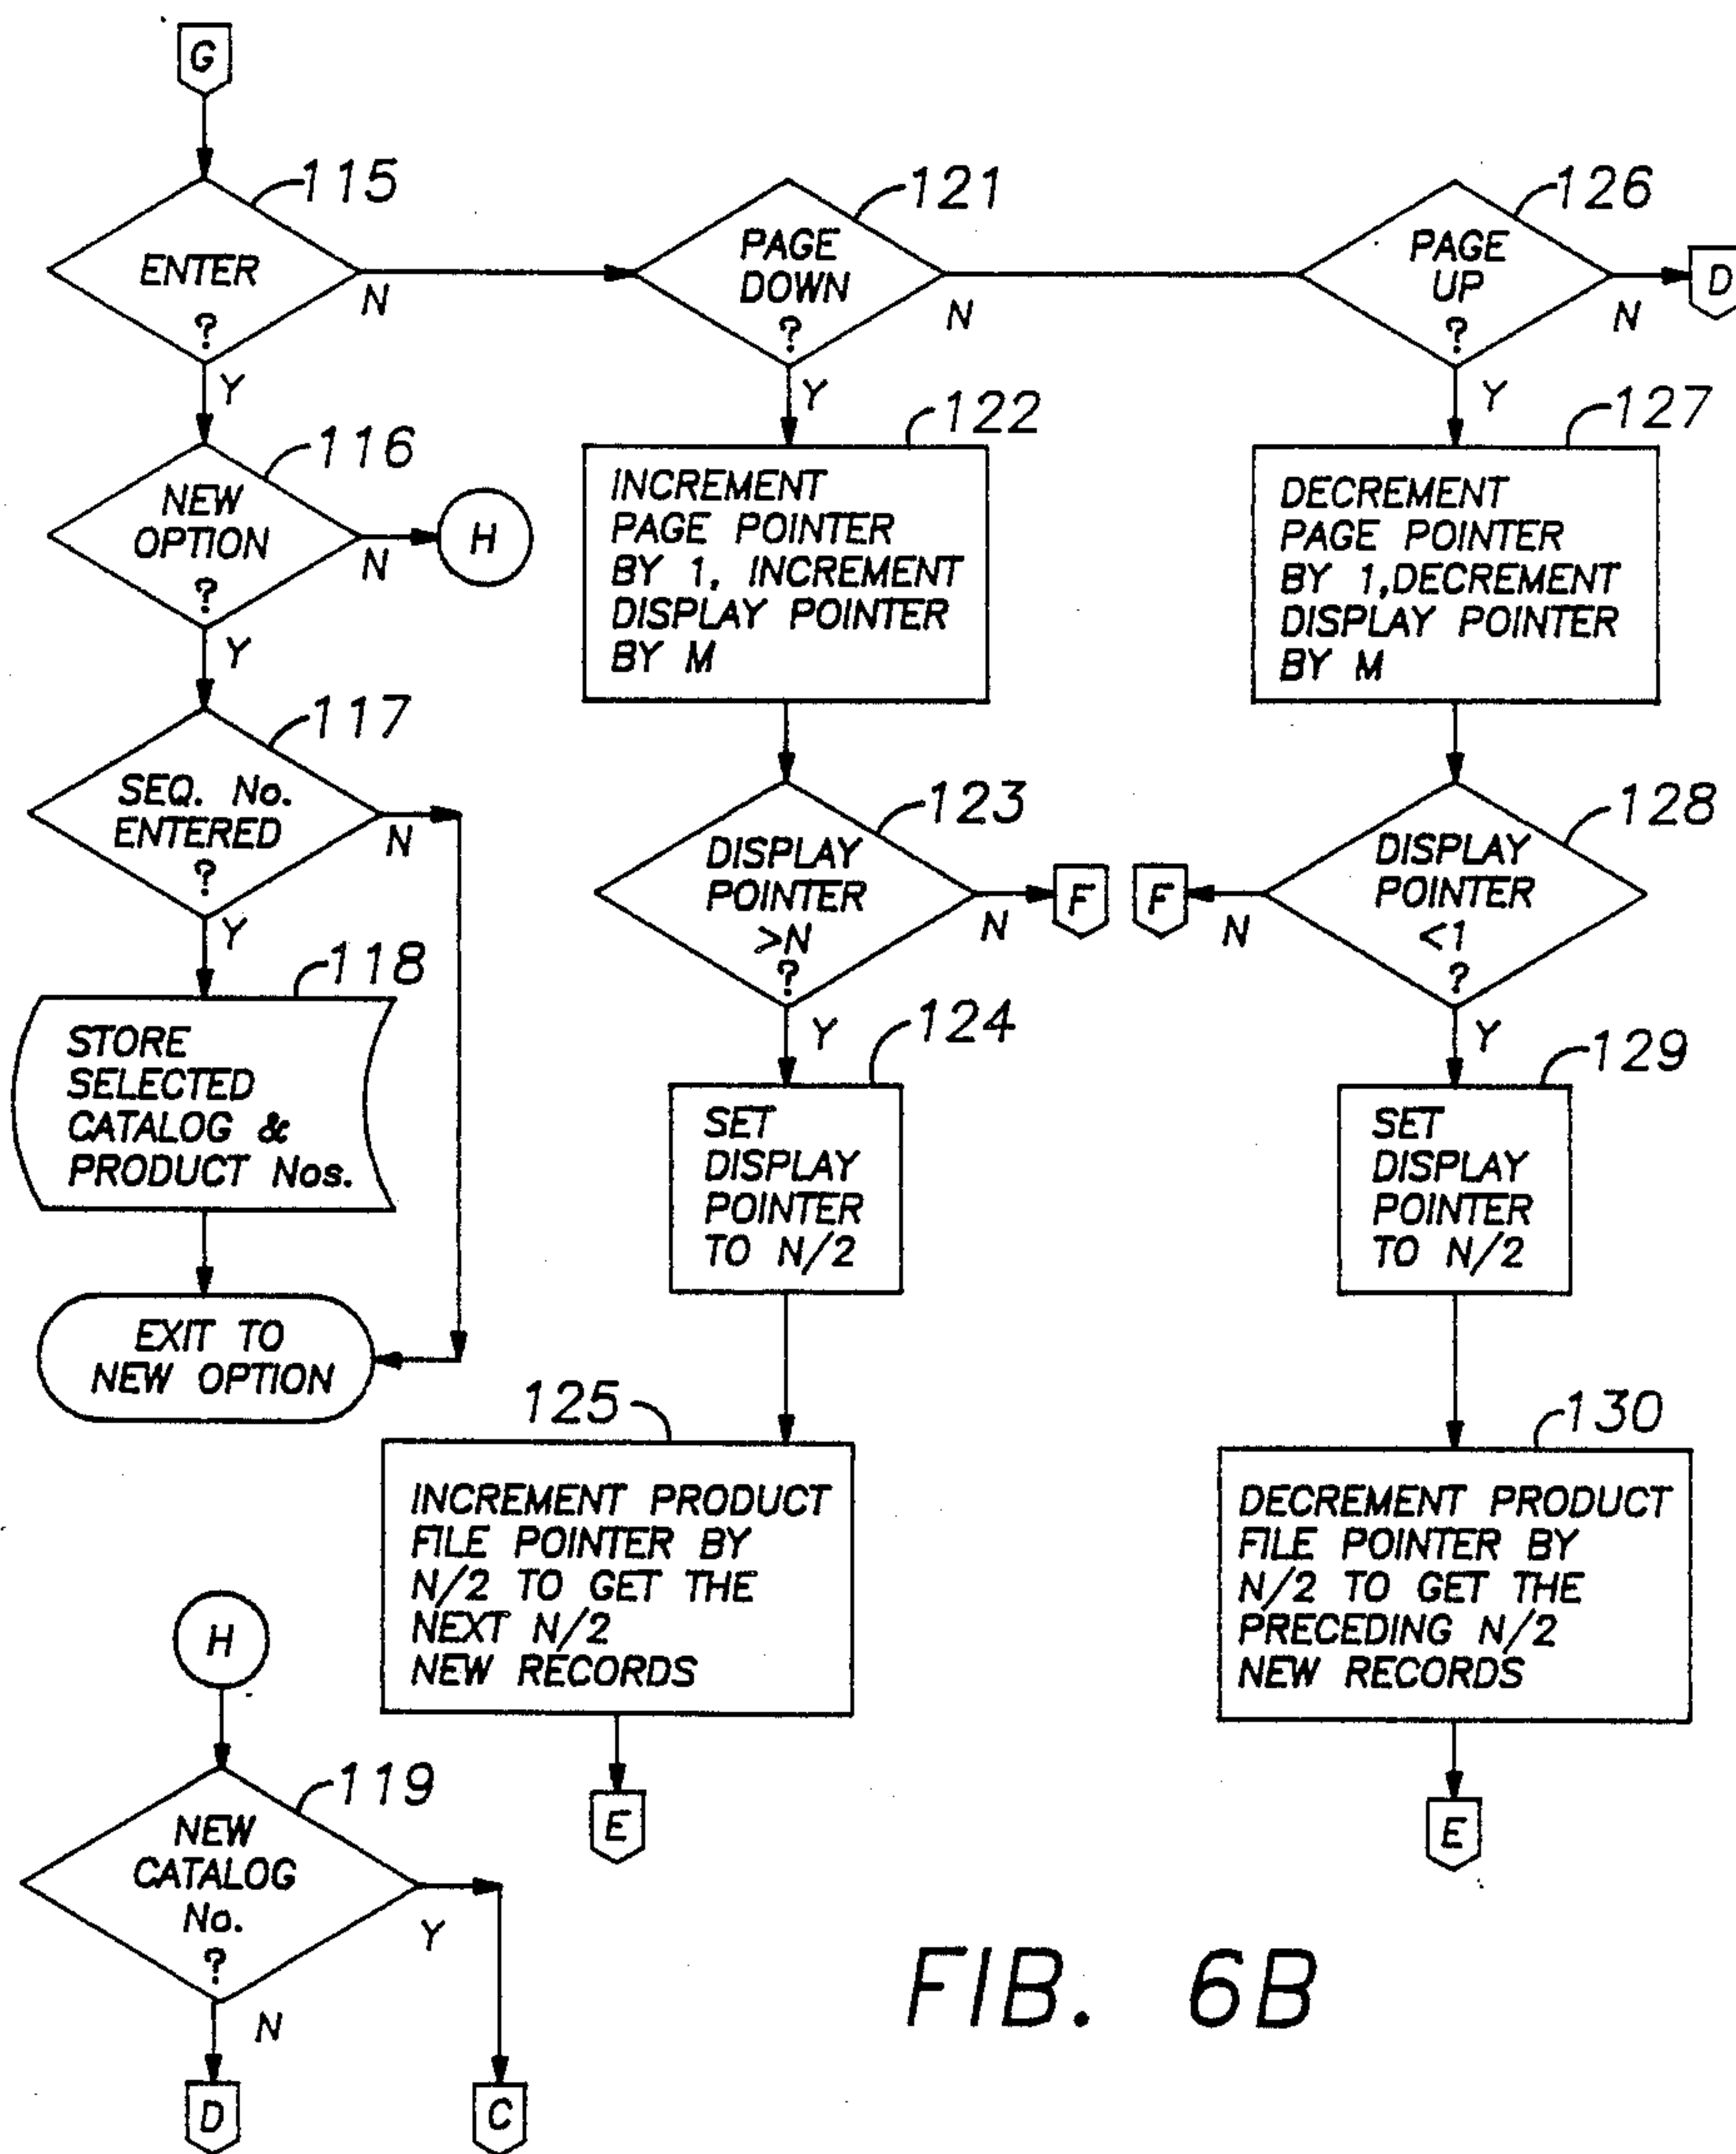 G
115
ENTER
?
N
Y
116
NEW
OPTION
?
N
H
Y
117
SEQ. No.
ENTERED
?
N
Y
118
STORE
SELECTED
CATALOG &
PRODUCT Nos.
EXIT TO
NEW OPTION
H
119
NEW
CATALOG
No.
?
Y
N
D
C
121
PAGE
DOWN
?
N
Y
122
INCREMENT
PAGE POINTER
BY 1, INCREMENT
DISPLAY POINTER
BY M
123
DISPLAY
POINTER
>N
?
N
F
Y
124
SET
DISPLAY
POINTER
TO N/2
125
INCREMENT PRODUCT
FILE POINTER BY
N/2 TO GET THE
NEXT N/2
NEW RECORDS
E
126
PAGE
UP
?
N
D
Y
127
DECREMENT
PAGE POINTER
BY 1,DECREMENT
DISPLAY POINTER
BY M
128
DISPLAY
POINTER
<1
?
F
N
Y
129
SET
DISPLAY
POINTER
TO N/2
130
DECREMENT PRODUCT
FILE POINTER BY
N/2 TO GET THE
PRECEDING N/2
NEW RECORDS
E
FIB. 6B